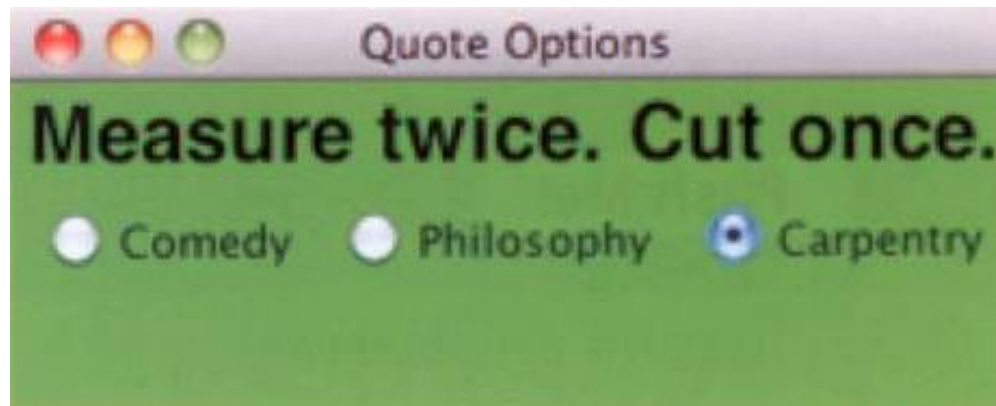 Quote Options
Measure twice. Cut once.
Comedy Philosophy Carpentry